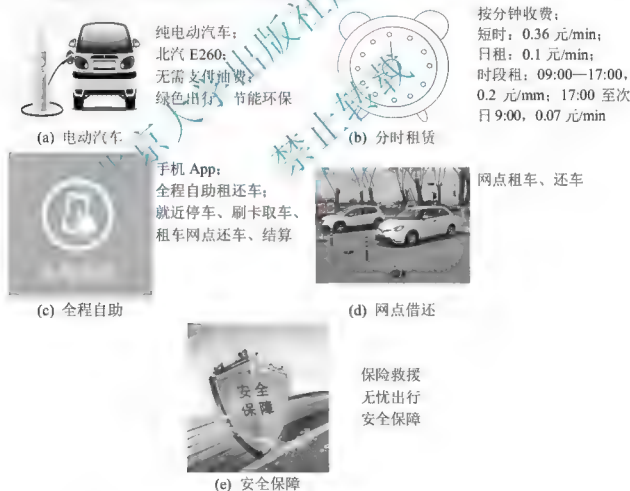 纯电动汽车：
北汽 E260：
无需支付油费：
绿色出行、节能环保
(a) 电动汽车
按分钟收费：
短时：0.36 元/min；
日租：0.1 元/min；
时段租：09:00—17:00，
0.2 元/mm；17:00 至次
日 9:00，0.07 元/min
(b) 分时租赁
手机 App；
全程自助租还车；
就近停车、刷卡取车、
租车网点还车、结算
(c) 全程自助
网点租车、还车
(d) 网点借还
安全
保障
保险救援
无忧出行
安全保障
(e) 安全保障
禁止转载